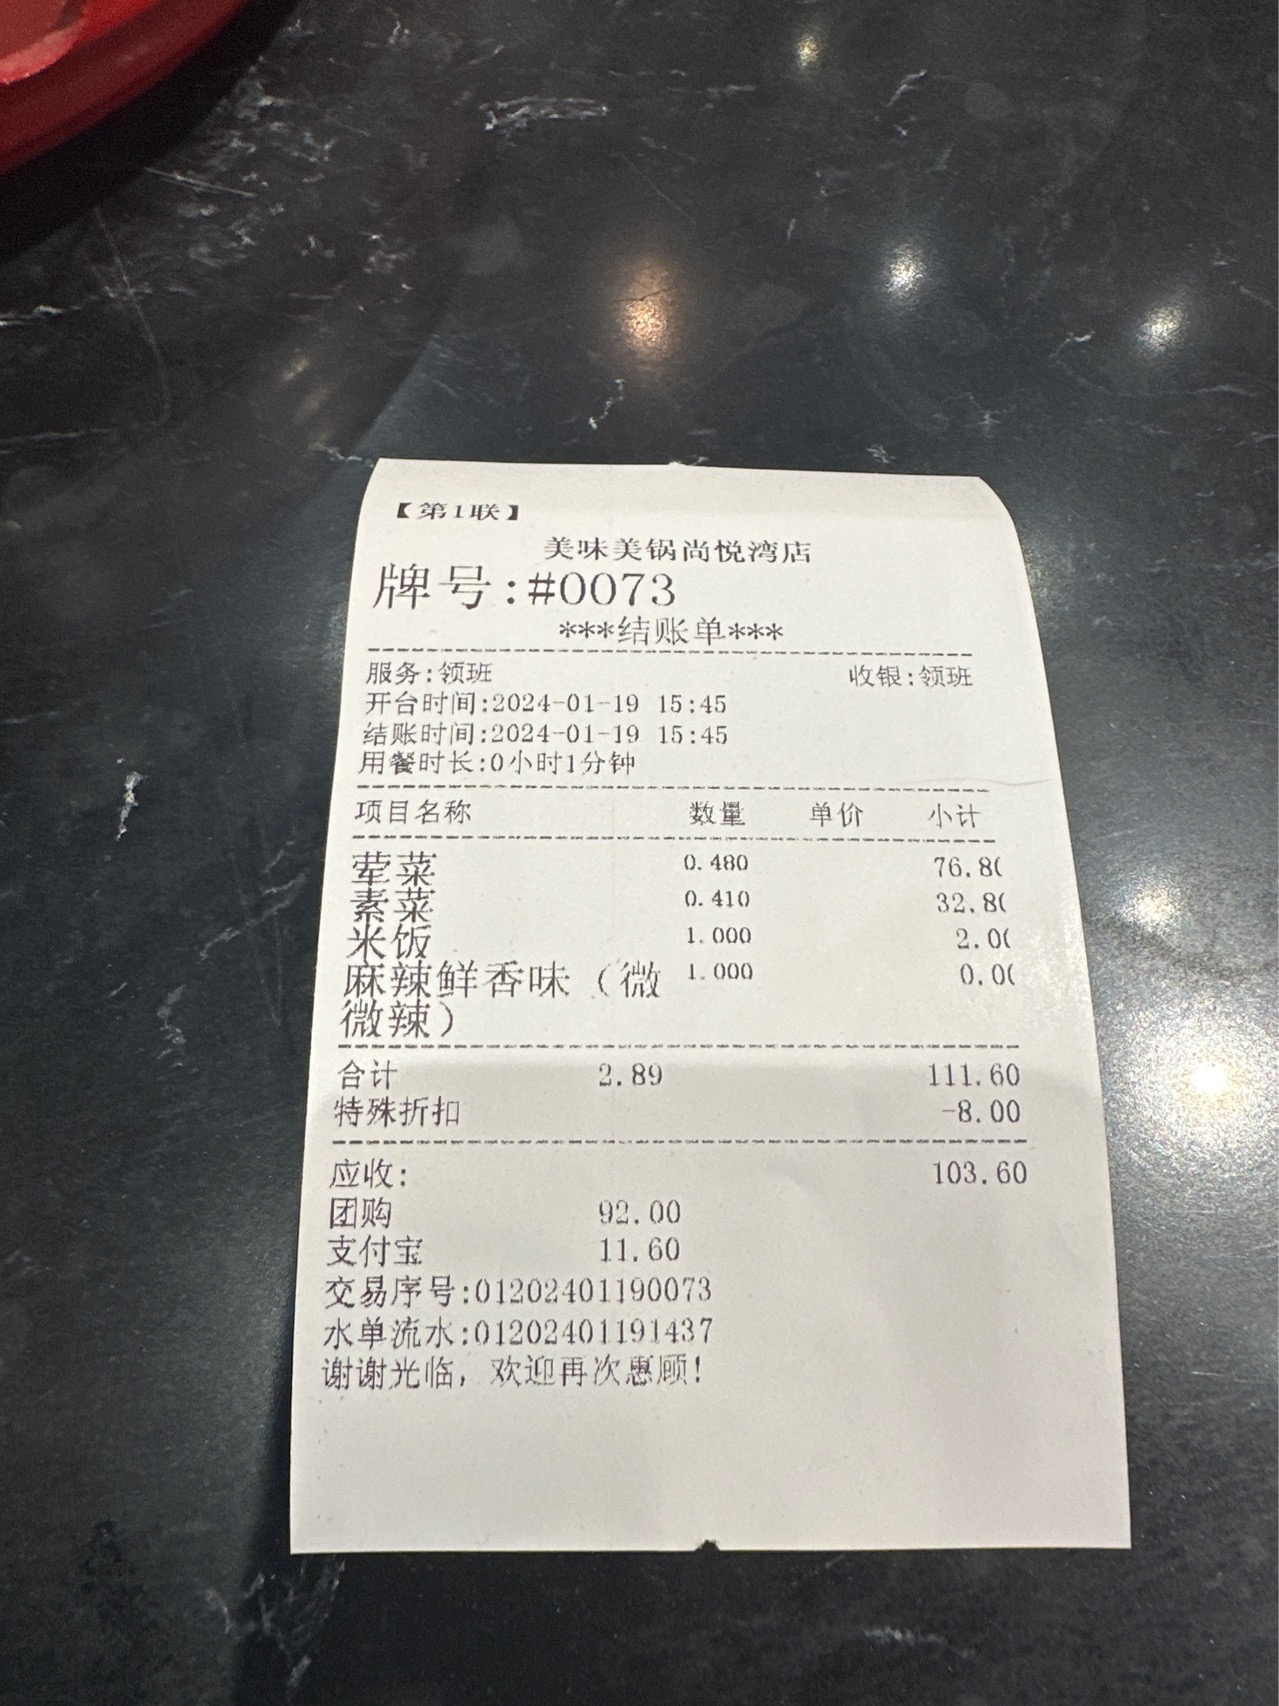 【第1联】
美味美锅尚悦湾店
牌号:#0073
***结账单***
服务:领班 收银:领班
开台时间:2024-01-19 15:45
结账时间:2024-01-19 15:45
用餐时长:0小时1分钟
项目名称 数量 单价 小计
荤菜 0.480 76.8(
素菜 0.410 32.8(
米饭 1.000 2.0(
麻辣鲜香味（微 1.000 0.0(
微辣）
合计 2.89 111.60
特殊折扣 -8.00
应收: 103.60
团购 92.00
支付宝 11.60
交易序号:01202401190073
水单流水:01202401191437
谢谢光临，欢迎再次惠顾!